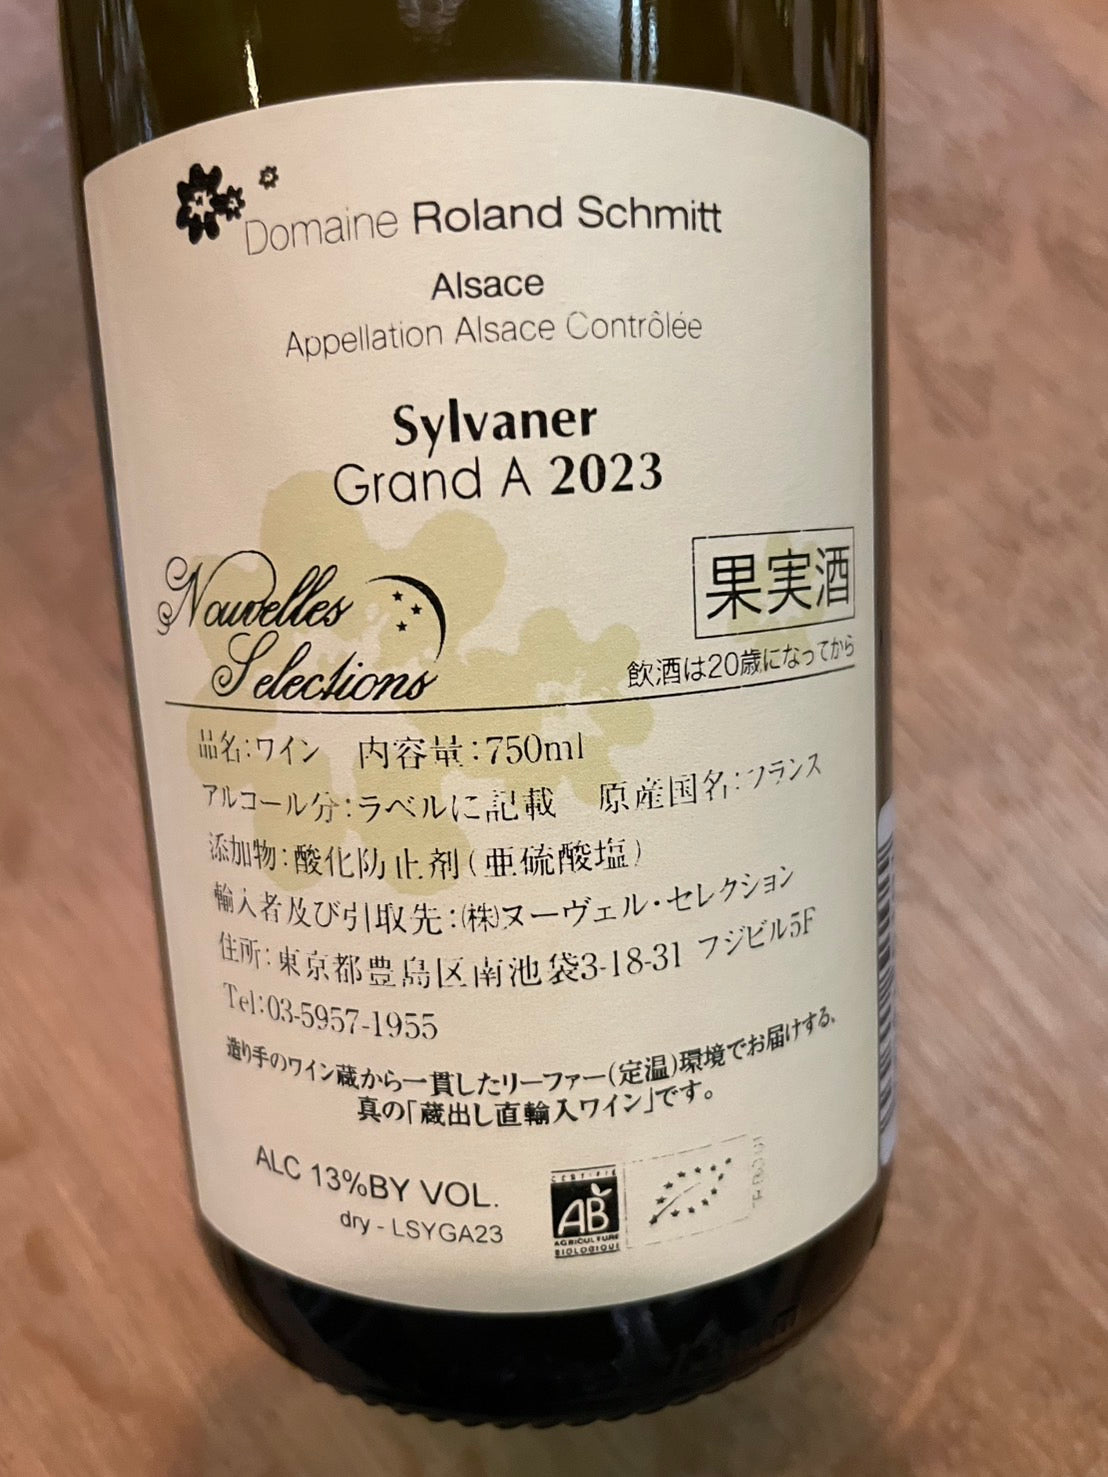 Domaine Roland Schmitt
Alsace
Appellation Alsace Contrôlée
Sylvaner
Grand A 2023
Nouvelles
Selections
果実酒
飲酒は20歳になってから
品名:ワイン 内容量:750ml
アルコール分:ラベルに記載 原産国名:フランス
添加物:酸化防止剤(亜硫酸塩)
輸入者及び引取先:(株)ヌーヴェル・セレクション
住所:東京都豊島区南池袋3-18-31 フジビル5F
Tel:03-5957-1955
造り手のワイン蔵から一貫したリーファー(定温)環境でお届けする、
真の「蔵出し直輸入ワイン」です。
ALC 13%BY VOL.
dry - LSYGA23
CERTIFIÉ
AB
AGRICULTURE
BIOLOGIQUE